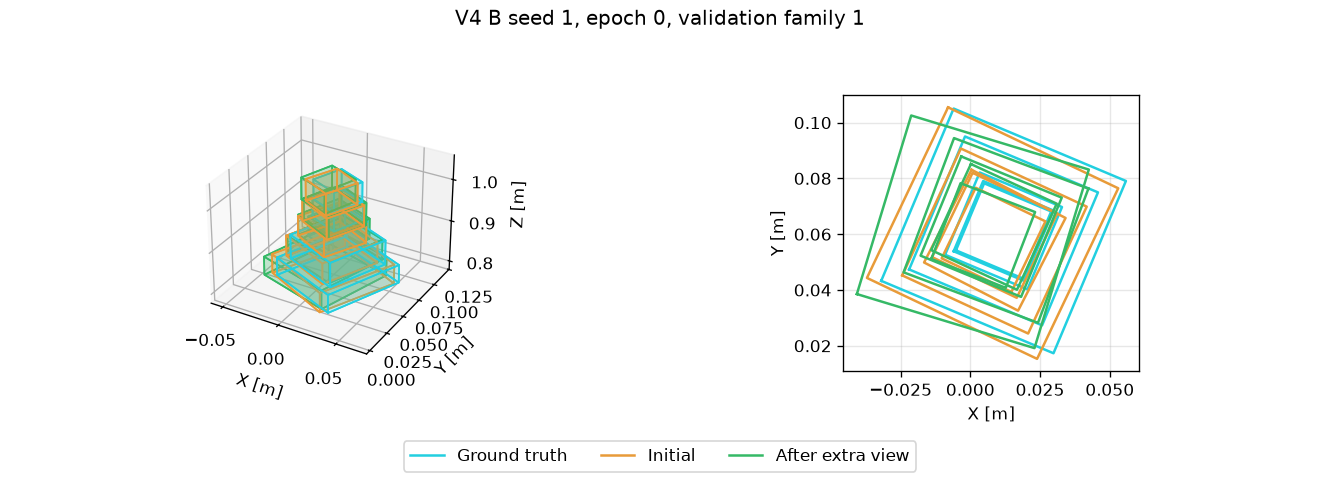 V4 B seed 1, epoch 0, validation family 1
1.0
0.9
0.8
Z [m]
0.125
0.100
0.075
0.050
0.025
0.000
Y [m]
−0.05
0.00
0.05
X [m]
0.10
0.08
0.06
0.04
0.02
Y [m]
−0.025
0.000
0.025
0.050
X [m]
Ground truth
Initial
After extra view